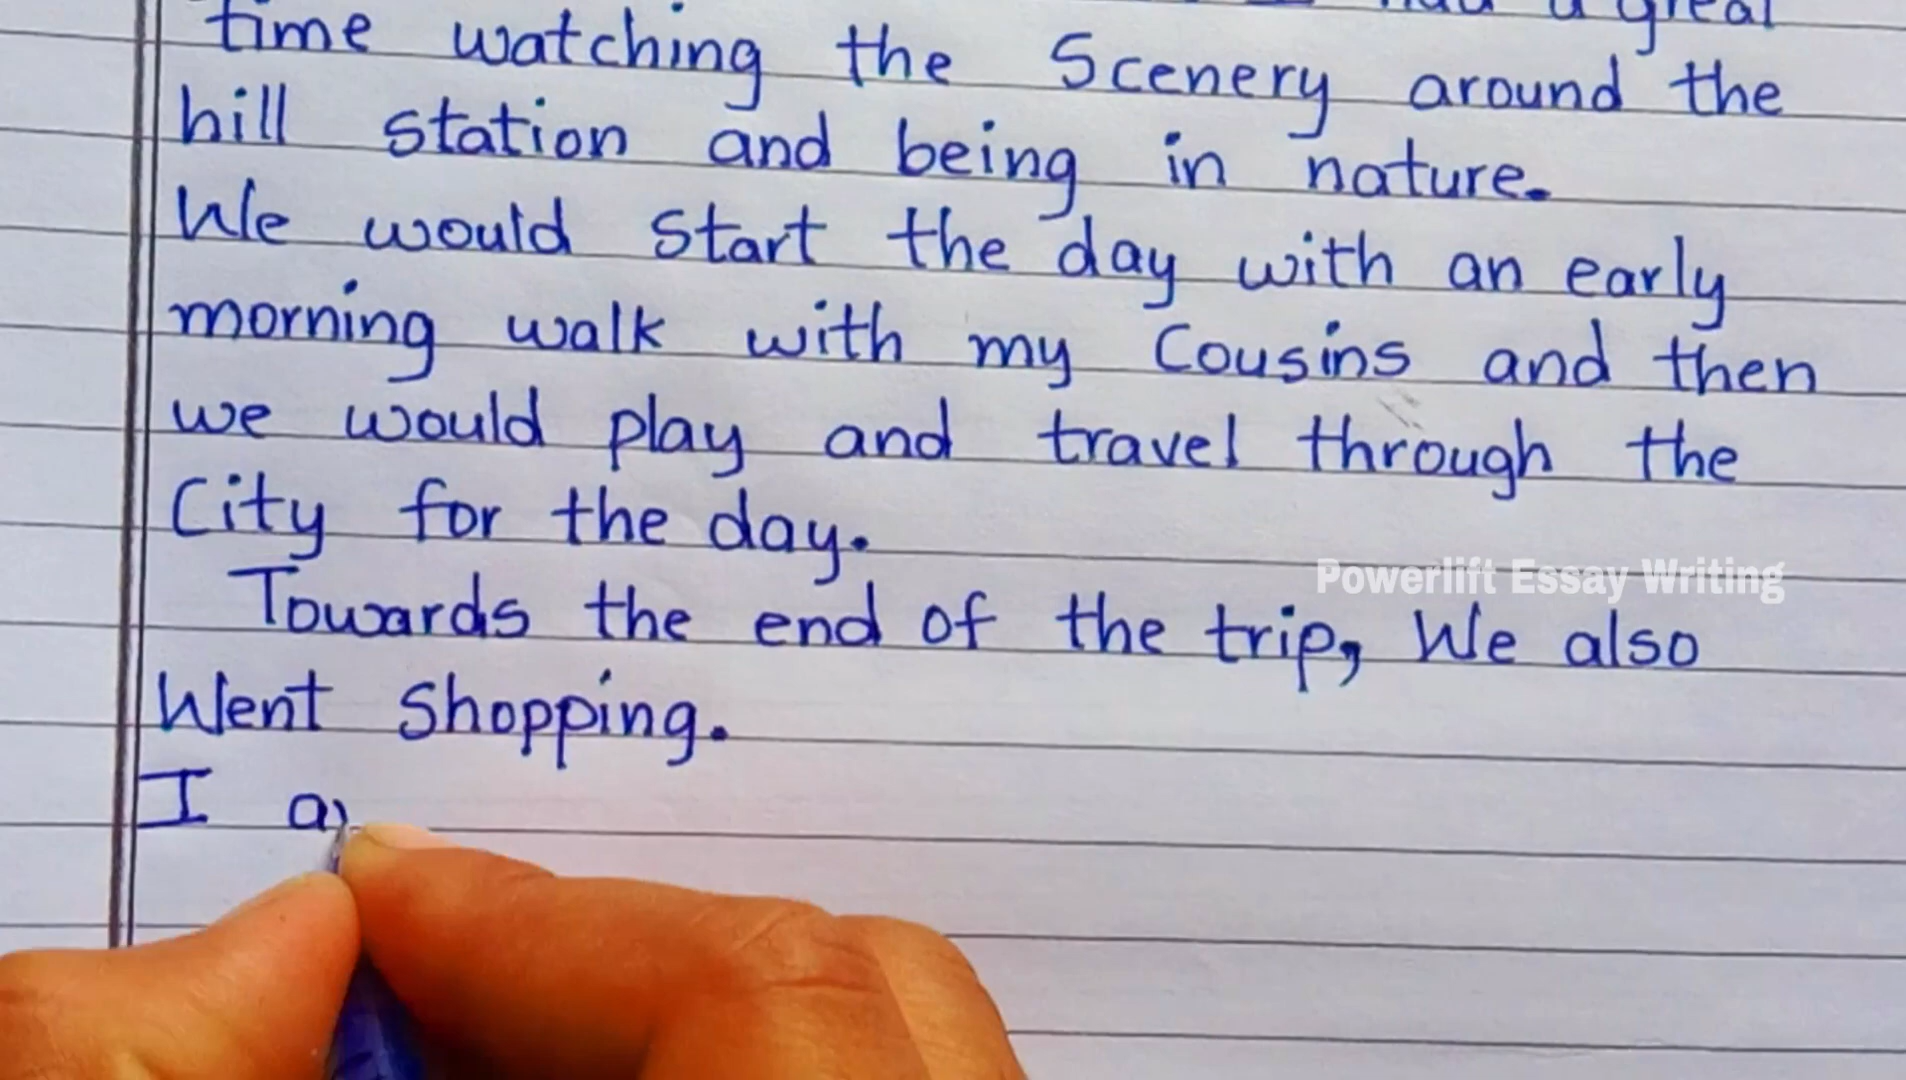 had a great
time watching the Scenery around the
hill station and being in nature.
We would start the day with an early
morning walk with my Cousins and then
we would play and travel through the
City for the day.
Powerlift Essay Writing
Towards the end of the trip, We also
Went Shopping.
I